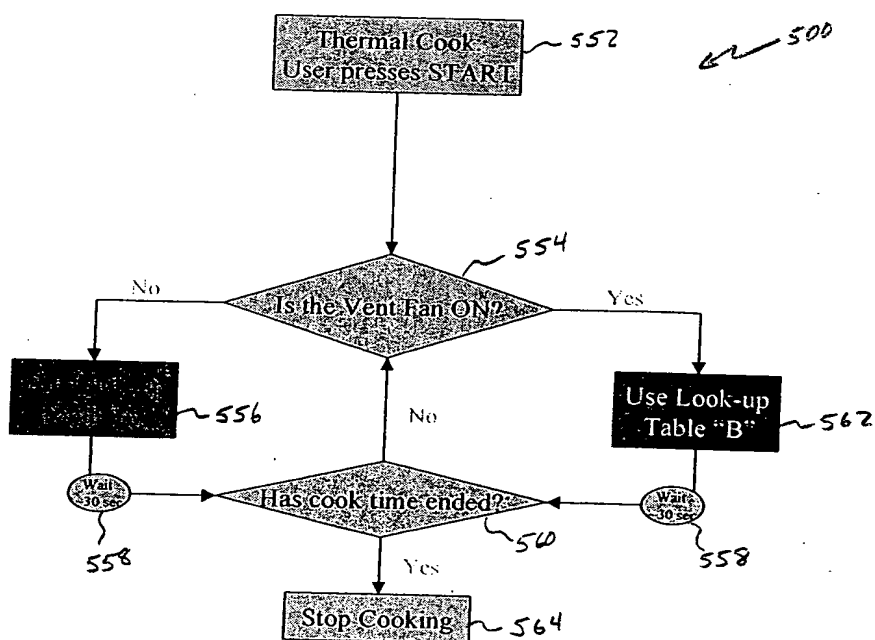 Thermal Cook.
User presses START
552
500
554
Is the Vent Fan ON?
No
Yes
556
Use Look-up
Table "B"
562
No
Wait
30 sec
558
Has cook time ended?
560
Wait
30 sec
558
Yes
Stop Cooking
564